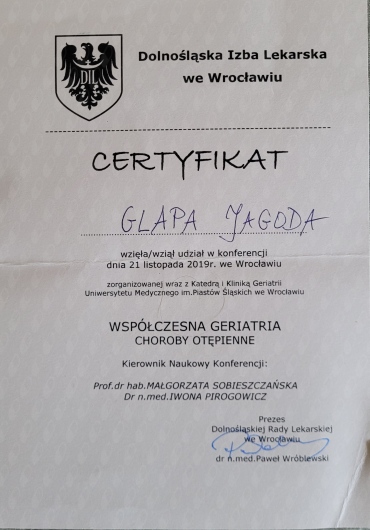 DIL
Dolnośląska Izba Lekarska
we Wrocławiu
CERTYFIKAT
GLAPA JAGODA
wzięła/wziął udział w konferencji
dnia 21 listopada 2019r. we Wrocławiu
zorganizowanej wraz z Katedrą i Kliniką Geriatrii
Uniwersytetu Medycznego im.Piastów Śląskich we Wrocławiu
WSPÓŁCZESNA GERIATRIA
CHOROBY OTĘPIENNE
Kierownik Naukowy Konferencji:
Prof.dr hab.MAŁGORZATA SOBIESZCZAŃSKA
Dr n.med.IWONA PIROGOWICZ
Prezes
Dolnośląskiej Rady Lekarskiej
we Wrocławiu
dr n.med.Paweł Wróblewski